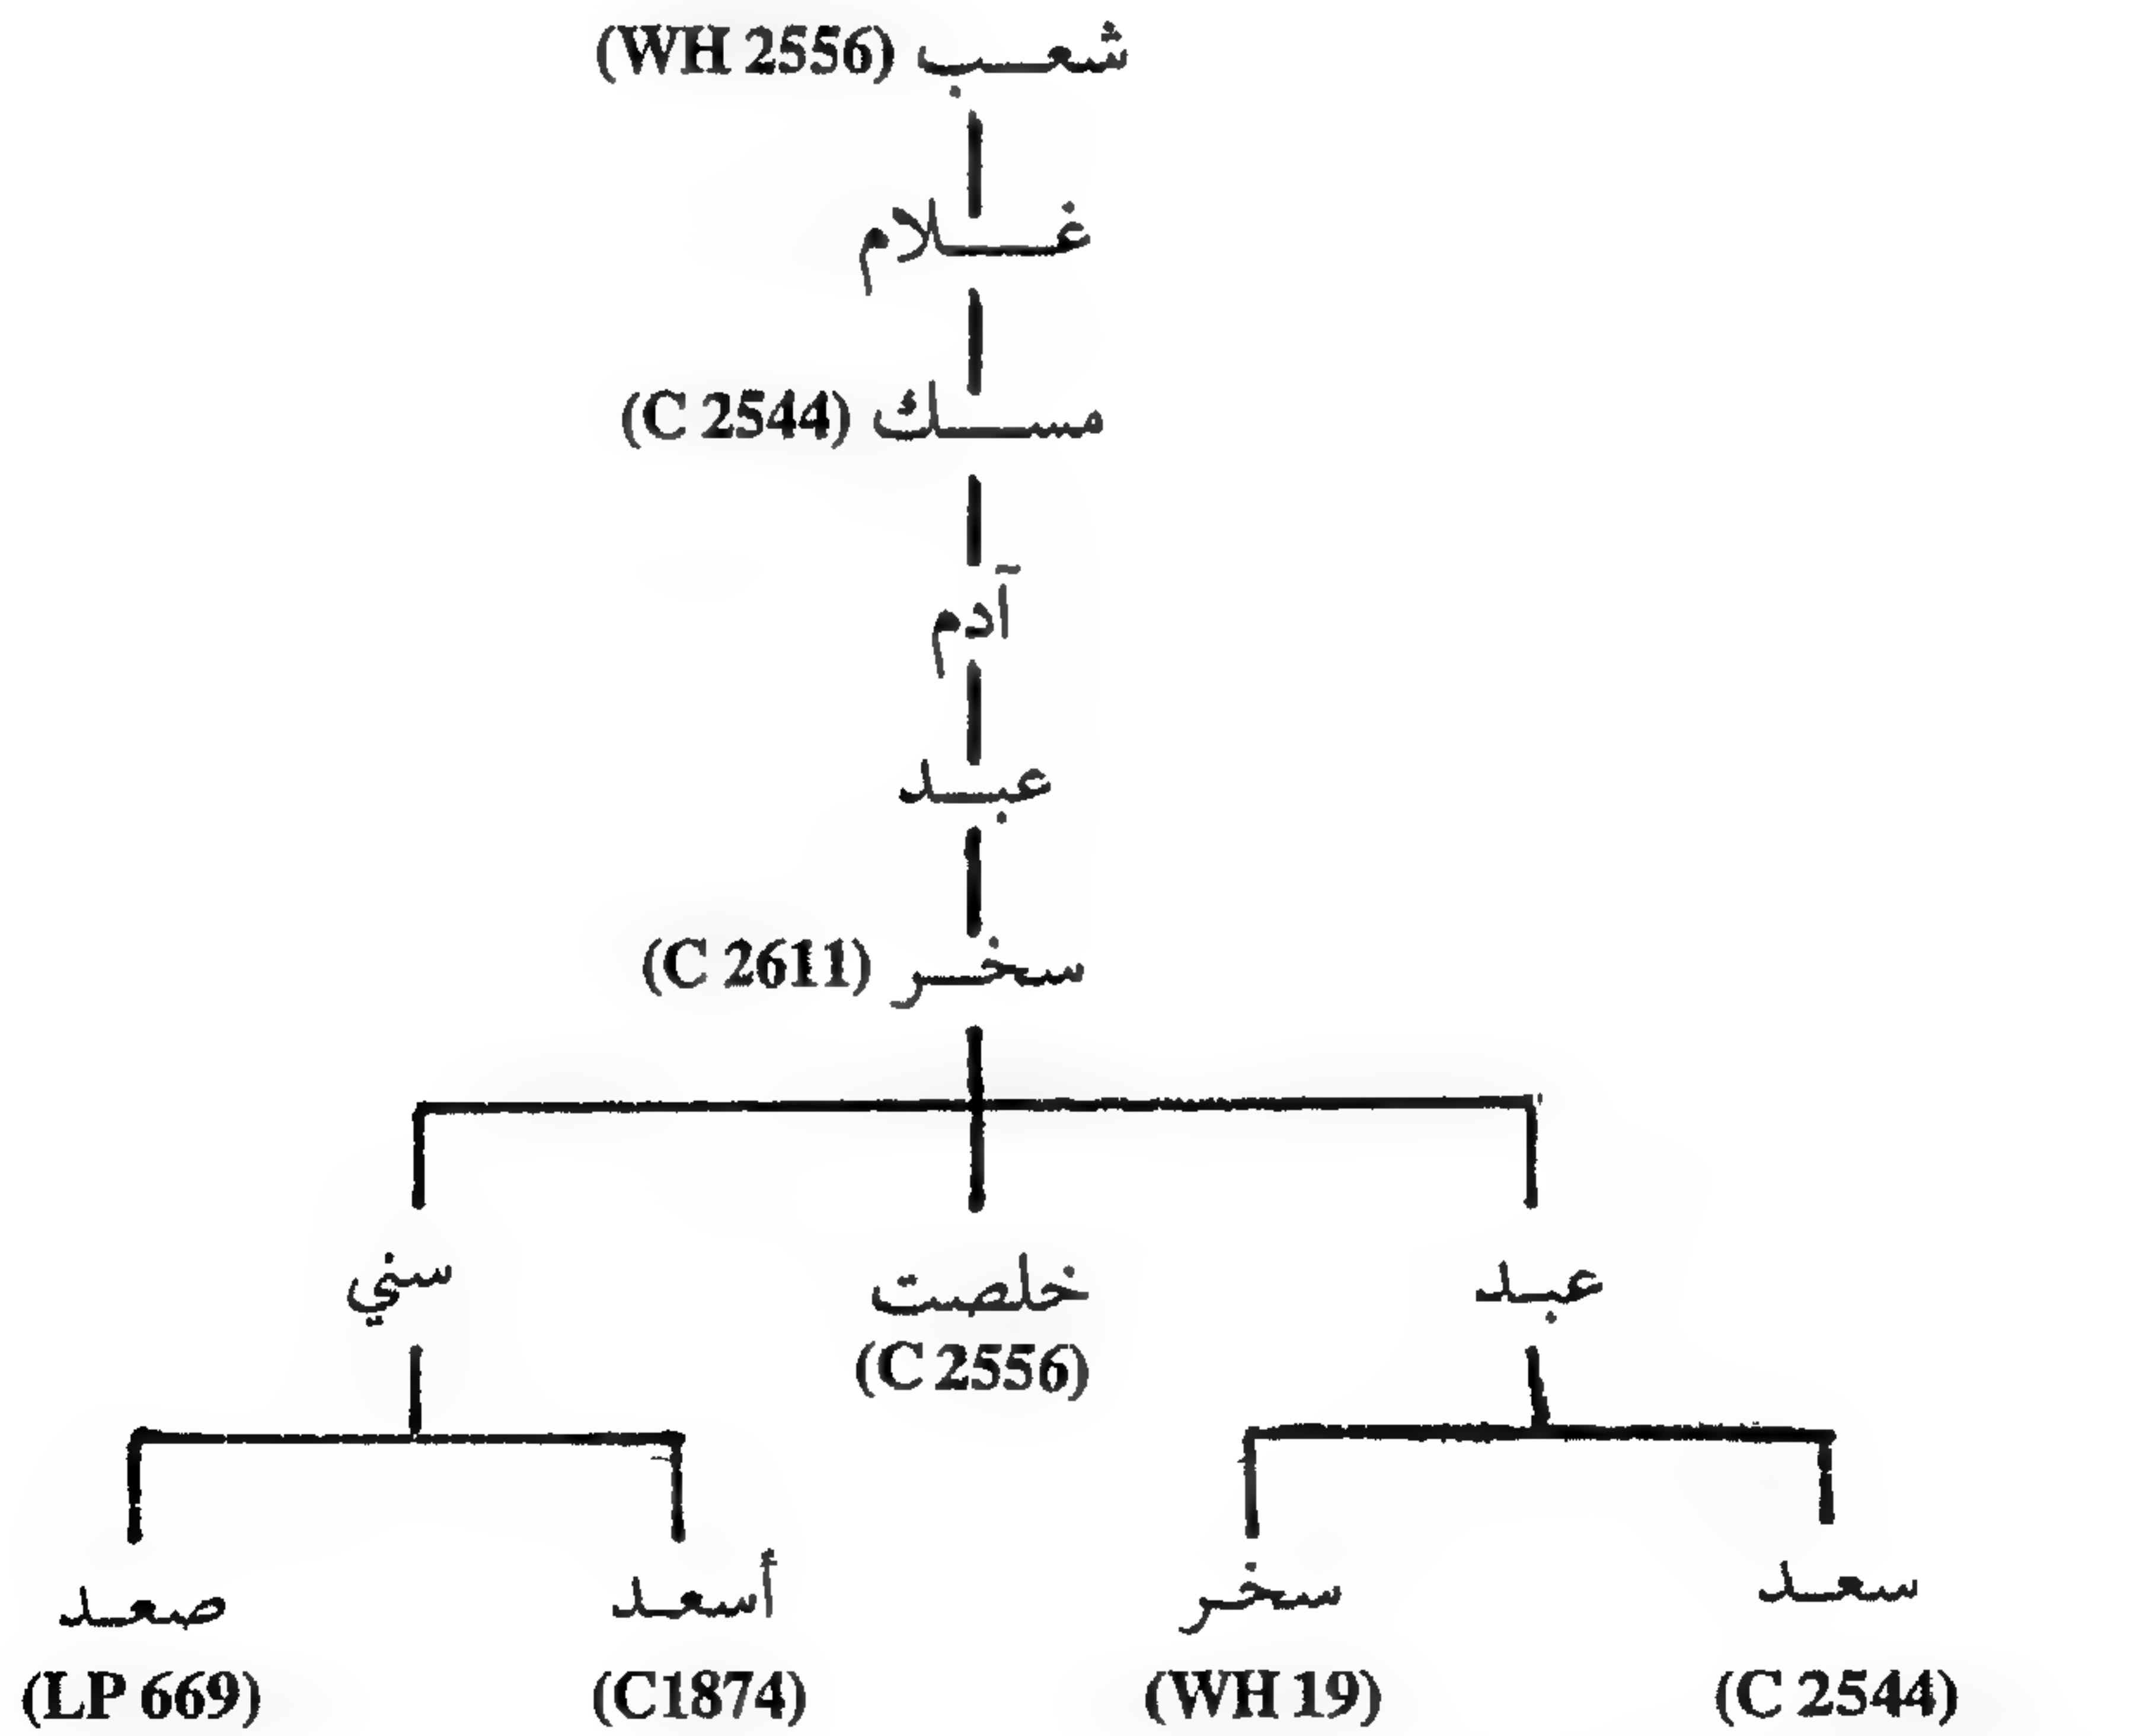 شعب (WH 2556)
غلام
مسك (C 2544)
آدم
عبد
سخر (C 2611)
عبد خلصت سني
(C 2556)
سعد سخر أسعد صعد
(C 2544) (WH 19) (C1874) (LP 669)